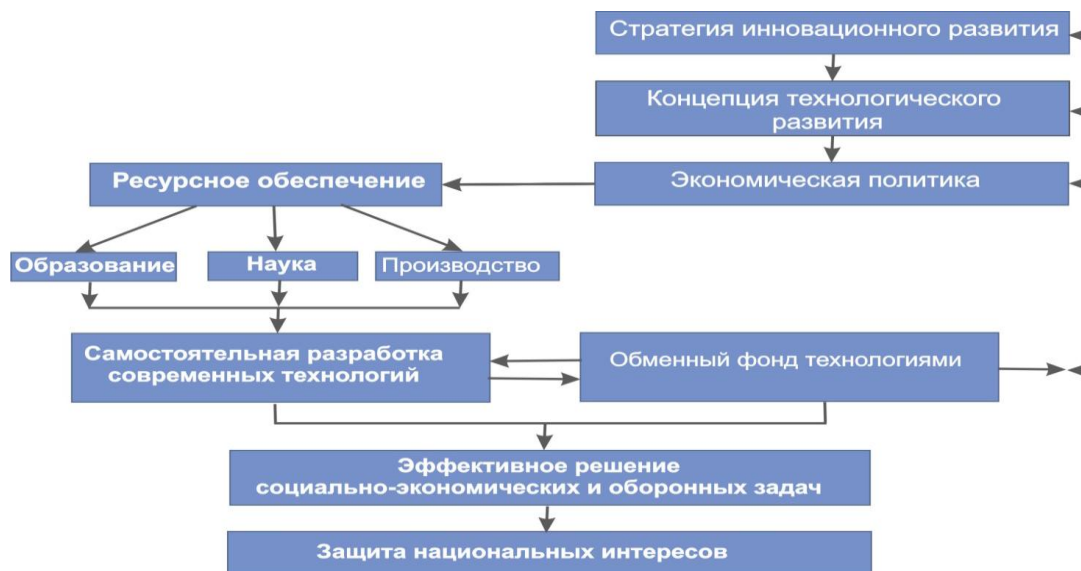 Стратегия инновационного развития
Концепция технологического
развития
Ресурсное обеспечение
Экономическая политика
Образование
Наука
Производство
Самостоятельная разработка
современных технологий
Обменный фонд технологиями
Эффективное решение
социально-экономических и оборонных задач
Защита национальных интересов